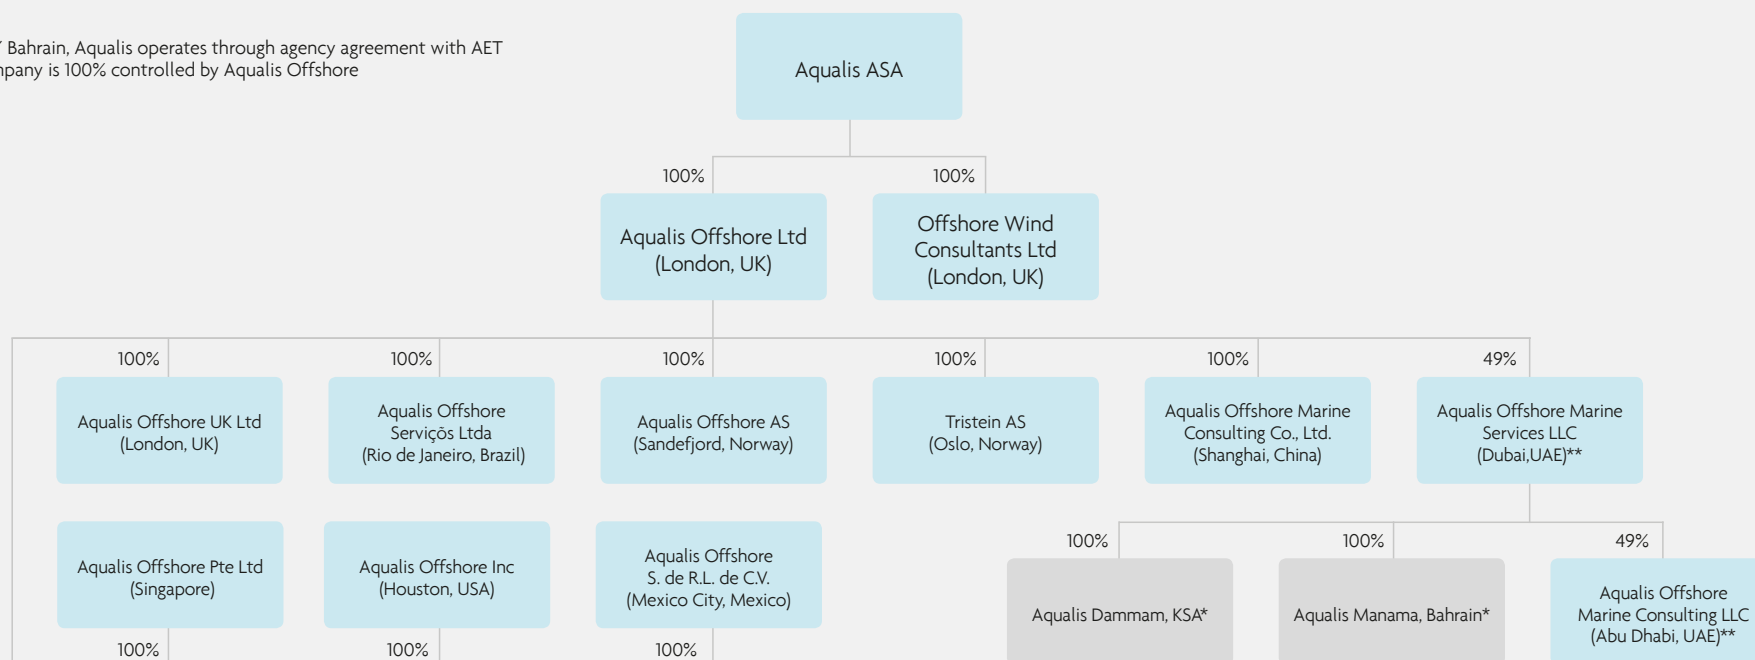 Bahrain, Aqualis operates through agency agreement with AET
is 100% controlled by Aqualis Offshore
Aqualis ASA
100%
100%
Aqualis Offshore Ltd
(London, UK)
Offshore Wind
Consultants Ltd
(London, UK)
100%
100%
100%
100%
100%
49%
Aqualis Offshore UK Ltd
(London, UK)
Aqualis Offshore
Serviçõs Ltda
(Rio de Janeiro, Brazil)
Aqualis Offshore AS
(Sandefjord, Norway)
Tristein AS
(Oslo, Norway)
Aqualis Offshore Marine
Consulting Co., Ltd.
(Shanghai, China)
Aqualis Offshore Marine
Services LLC
(Dubai,UAE)**
Aqualis Offshore Pte Ltd
(Singapore)
Aqualis Offshore Inc
(Houston, USA)
Aqualis Offshore
S. de R.L. de C.V.
(Mexico City, Mexico)
100%
100%
49%
Aqualis Dammam, KSA*
Aqualis Manama, Bahrain*
Aqualis Offshore
Marine Consulting LLC
(Abu Dhabi, UAE)**
100%
100%
100%